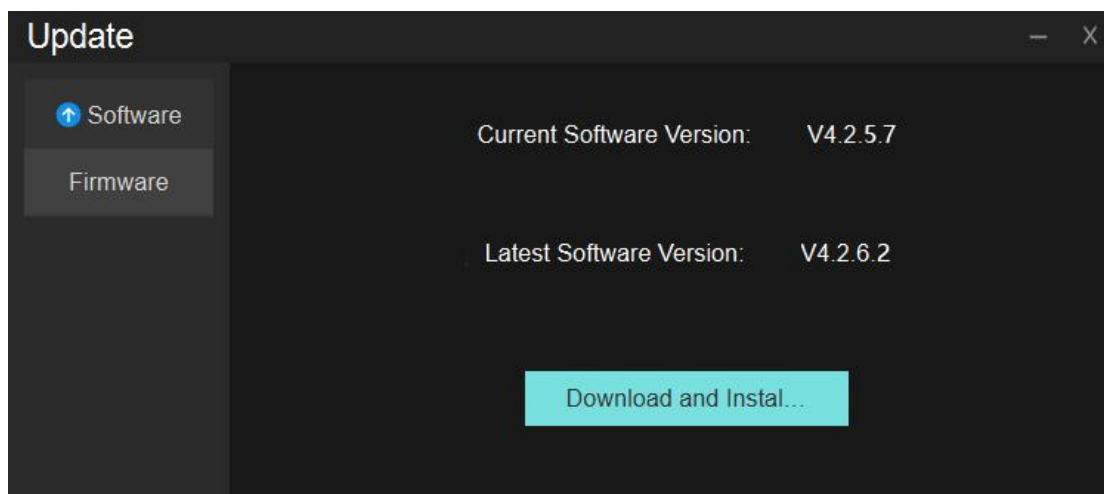 Update
Software
Firmware
Current Software Version: V4.2.5.7
Latest Software Version: V4.2.6.2
Download and Instal...